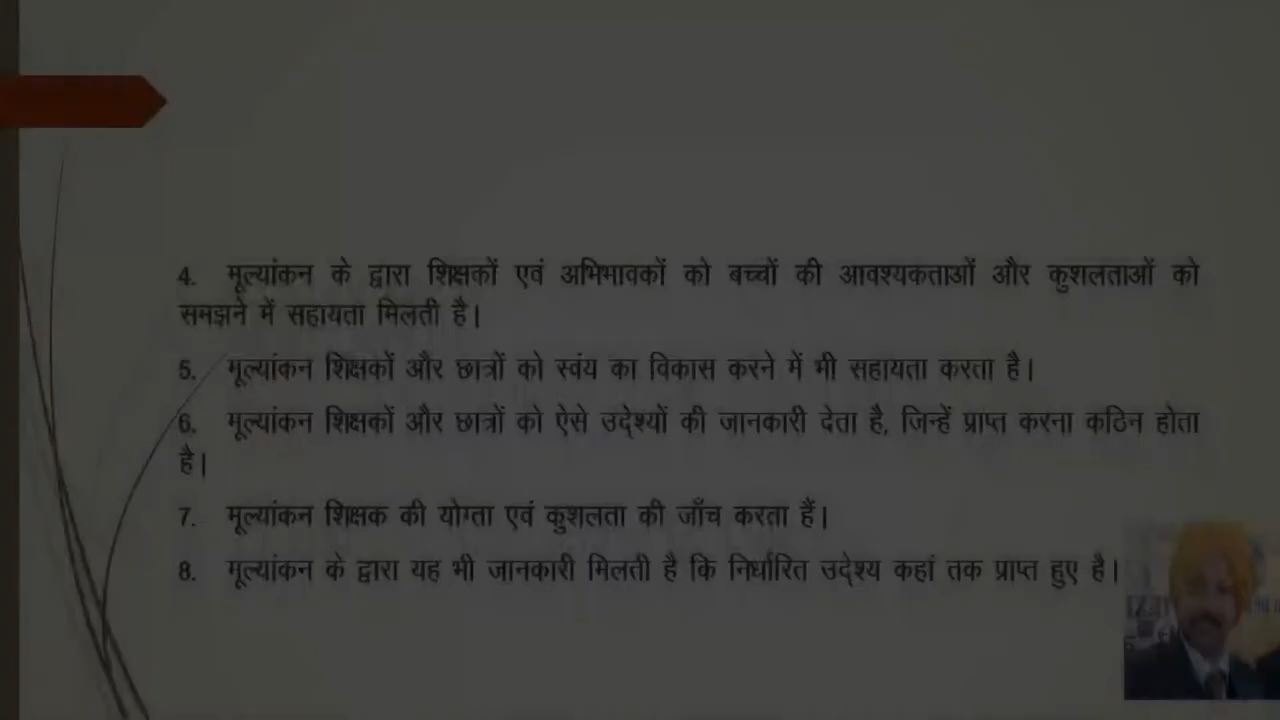 4. मूल्यांकन के द्वारा शिक्षकों एवं अभिभावकों को बच्चों की आवश्यकताओं और कुशलताओं को
समझने में सहायता मिलती है।
5. मूल्यांकन शिक्षकों और छात्रों को स्वंय का विकास करने में भी सहायता करता है।
6. मूल्यांकन शिक्षकों और छात्रों को ऐसे उदे्श्यों की जानकारी देता है, जिन्हें प्राप्त करना कठिन होता
है।
7. मूल्यांकन शिक्षक की योग्ता एवं कुशलता की जाँच करता हैं।
8. मूल्यांकन के द्वारा यह भी जानकारी मिलती है कि निर्धारित उदे्श्य कहां तक प्राप्त हुए है।